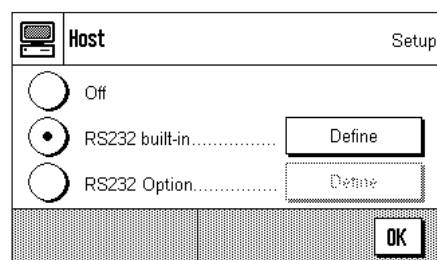 Host Setup
Off
RS232 built-in................ Define
RS232 Option................ Define
OK